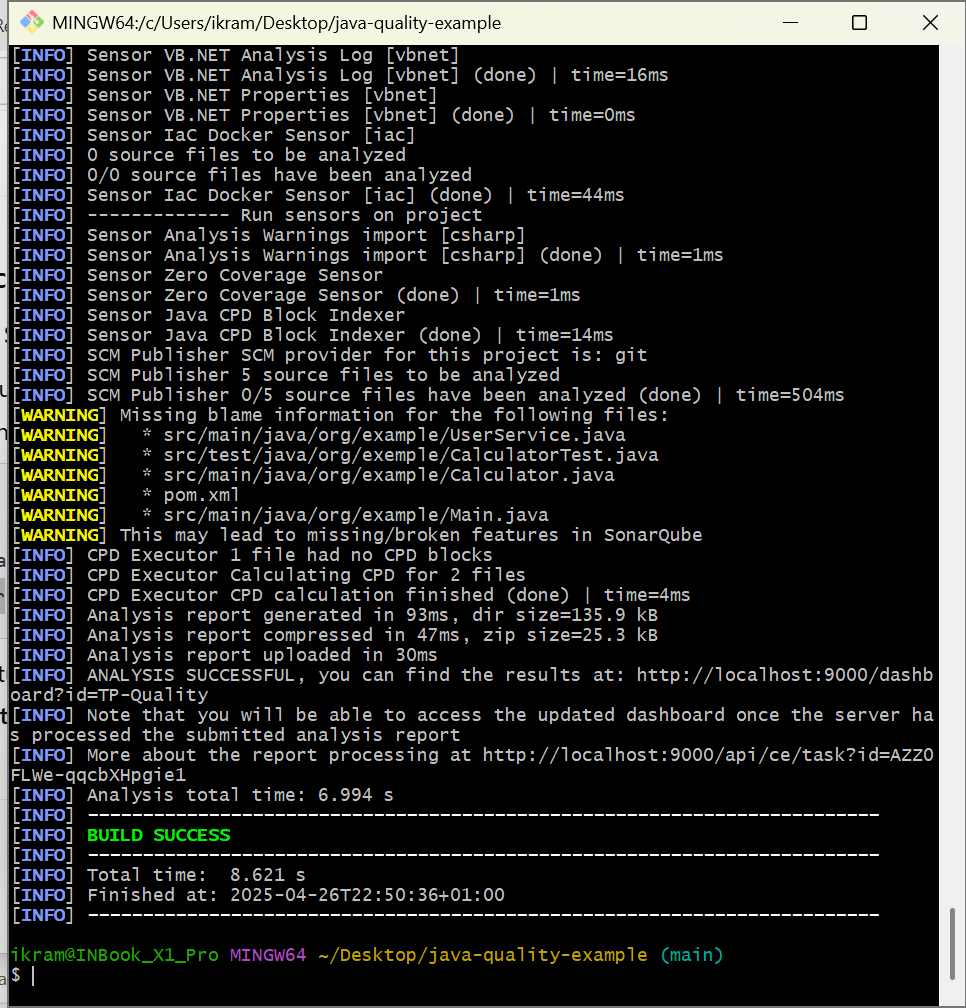 MINGW64:/c/Users/ikram/Desktop/java-quality-example
[INFO] Sensor VB.NET Analysis Log [vbnet]
[INFO] Sensor VB.NET Analysis Log [vbnet] (done) | time=16ms
[INFO] Sensor VB.NET Properties [vbnet]
[INFO] Sensor VB.NET Properties [vbnet] (done) | time=0ms
[INFO] Sensor IaC Docker Sensor [iac]
[INFO] 0 source files to be analyzed
[INFO] 0/0 source files have been analyzed
[INFO] Sensor IaC Docker Sensor [iac] (done) | time=44ms
[INFO] ------------- Run sensors on project
[INFO] Sensor Analysis Warnings import [csharp]
[INFO] Sensor Analysis Warnings import [csharp] (done) | time=1ms
[INFO] Sensor Zero Coverage Sensor
[INFO] Sensor Zero Coverage Sensor (done) | time=1ms
[INFO] Sensor Java CPD Block Indexer
[INFO] Sensor Java CPD Block Indexer (done) | time=14ms
[INFO] SCM Publisher SCM provider for this project is: git
[INFO] SCM Publisher 5 source files to be analyzed
[INFO] SCM Publisher 0/5 source files have been analyzed (done) | time=504ms
[WARNING] Missing blame information for the following files:
[WARNING]   * src/main/java/org/example/UserService.java
[WARNING]   * src/test/java/org/exemple/CalculatorTest.java
[WARNING]   * src/main/java/org/example/Calculator.java
[WARNING]   * pom.xml
[WARNING]   * src/main/java/org/example/Main.java
[WARNING] This may lead to missing/broken features in SonarQube
[INFO] CPD Executor 1 file had no CPD blocks
[INFO] CPD Executor Calculating CPD for 2 files
[INFO] CPD Executor CPD calculation finished (done) | time=4ms
[INFO] Analysis report generated in 93ms, dir size=135.9 kB
[INFO] Analysis report compressed in 47ms, zip size=25.3 kB
[INFO] Analysis report uploaded in 30ms
[INFO] ANALYSIS SUCCESSFUL, you can find the results at: http://localhost:9000/dashb
oard?id=TP-Quality
[INFO] Note that you will be able to access the updated dashboard once the server ha
s processed the submitted analysis report
[INFO] More about the report processing at http://localhost:9000/api/ce/task?id=AZZ0
FLWe-qqcbXHpgie1
[INFO] Analysis total time: 6.994 s
[INFO] ------------------------------------------------------------------------
[INFO] BUILD SUCCESS
[INFO] ------------------------------------------------------------------------
[INFO] Total time:  8.621 s
[INFO] Finished at: 2025-04-26T22:50:36+01:00
[INFO] ------------------------------------------------------------------------
ikram@INBook_X1_Pro MINGW64 ~/Desktop/java-quality-example (main)
$